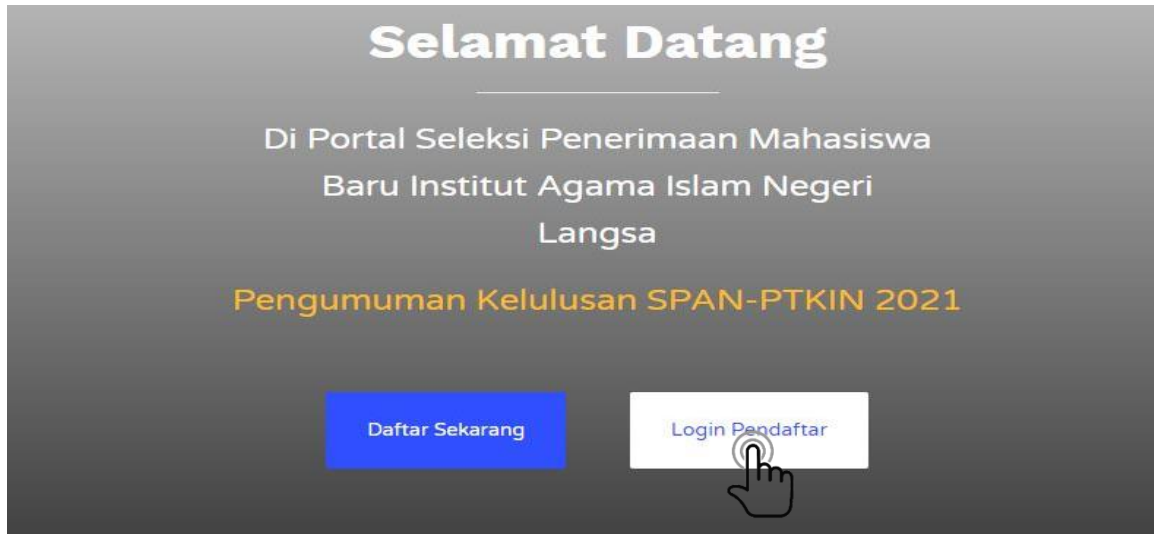 Selamat Datang
Di Portal Seleksi Penerimaan Mahasiswa
Baru Institut Agama Islam Negeri
Langsa
Pengumuman Kelulusan SPAN-PTKIN 2021
Daftar Sekarang
Login Pendaftar